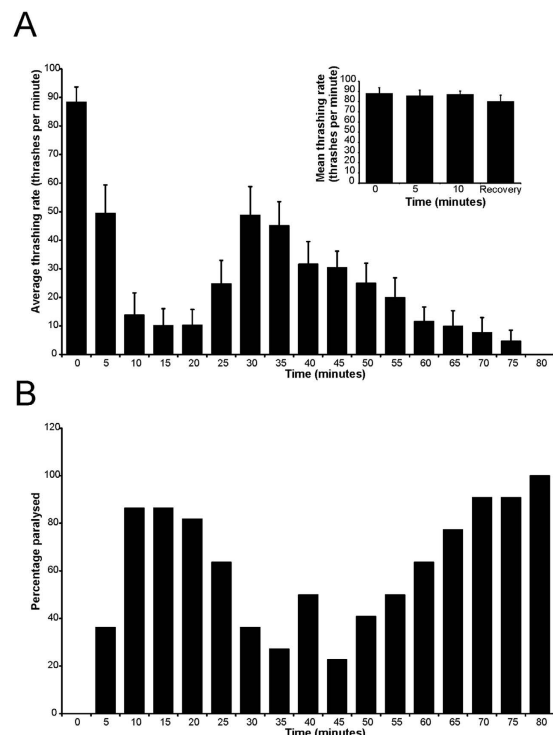 A
Average thrashing rate (thrashes per minute)
100
90
80
70
60
50
40
30
20
10
0
0 5 10 15 20 25 30 35 40 45 50 55 60 65 70 75 80
Time (minutes)
Mean thrashing rate
(thrashes per minute)
100
90
80
70
60
50
40
30
20
10
0
0 5 10 Recovery
Time (minutes)
B
Percentage paralysed
120
100
80
60
40
20
0
0 5 10 15 20 25 30 35 40 45 50 55 60 65 70 75 80
Time (minutes)